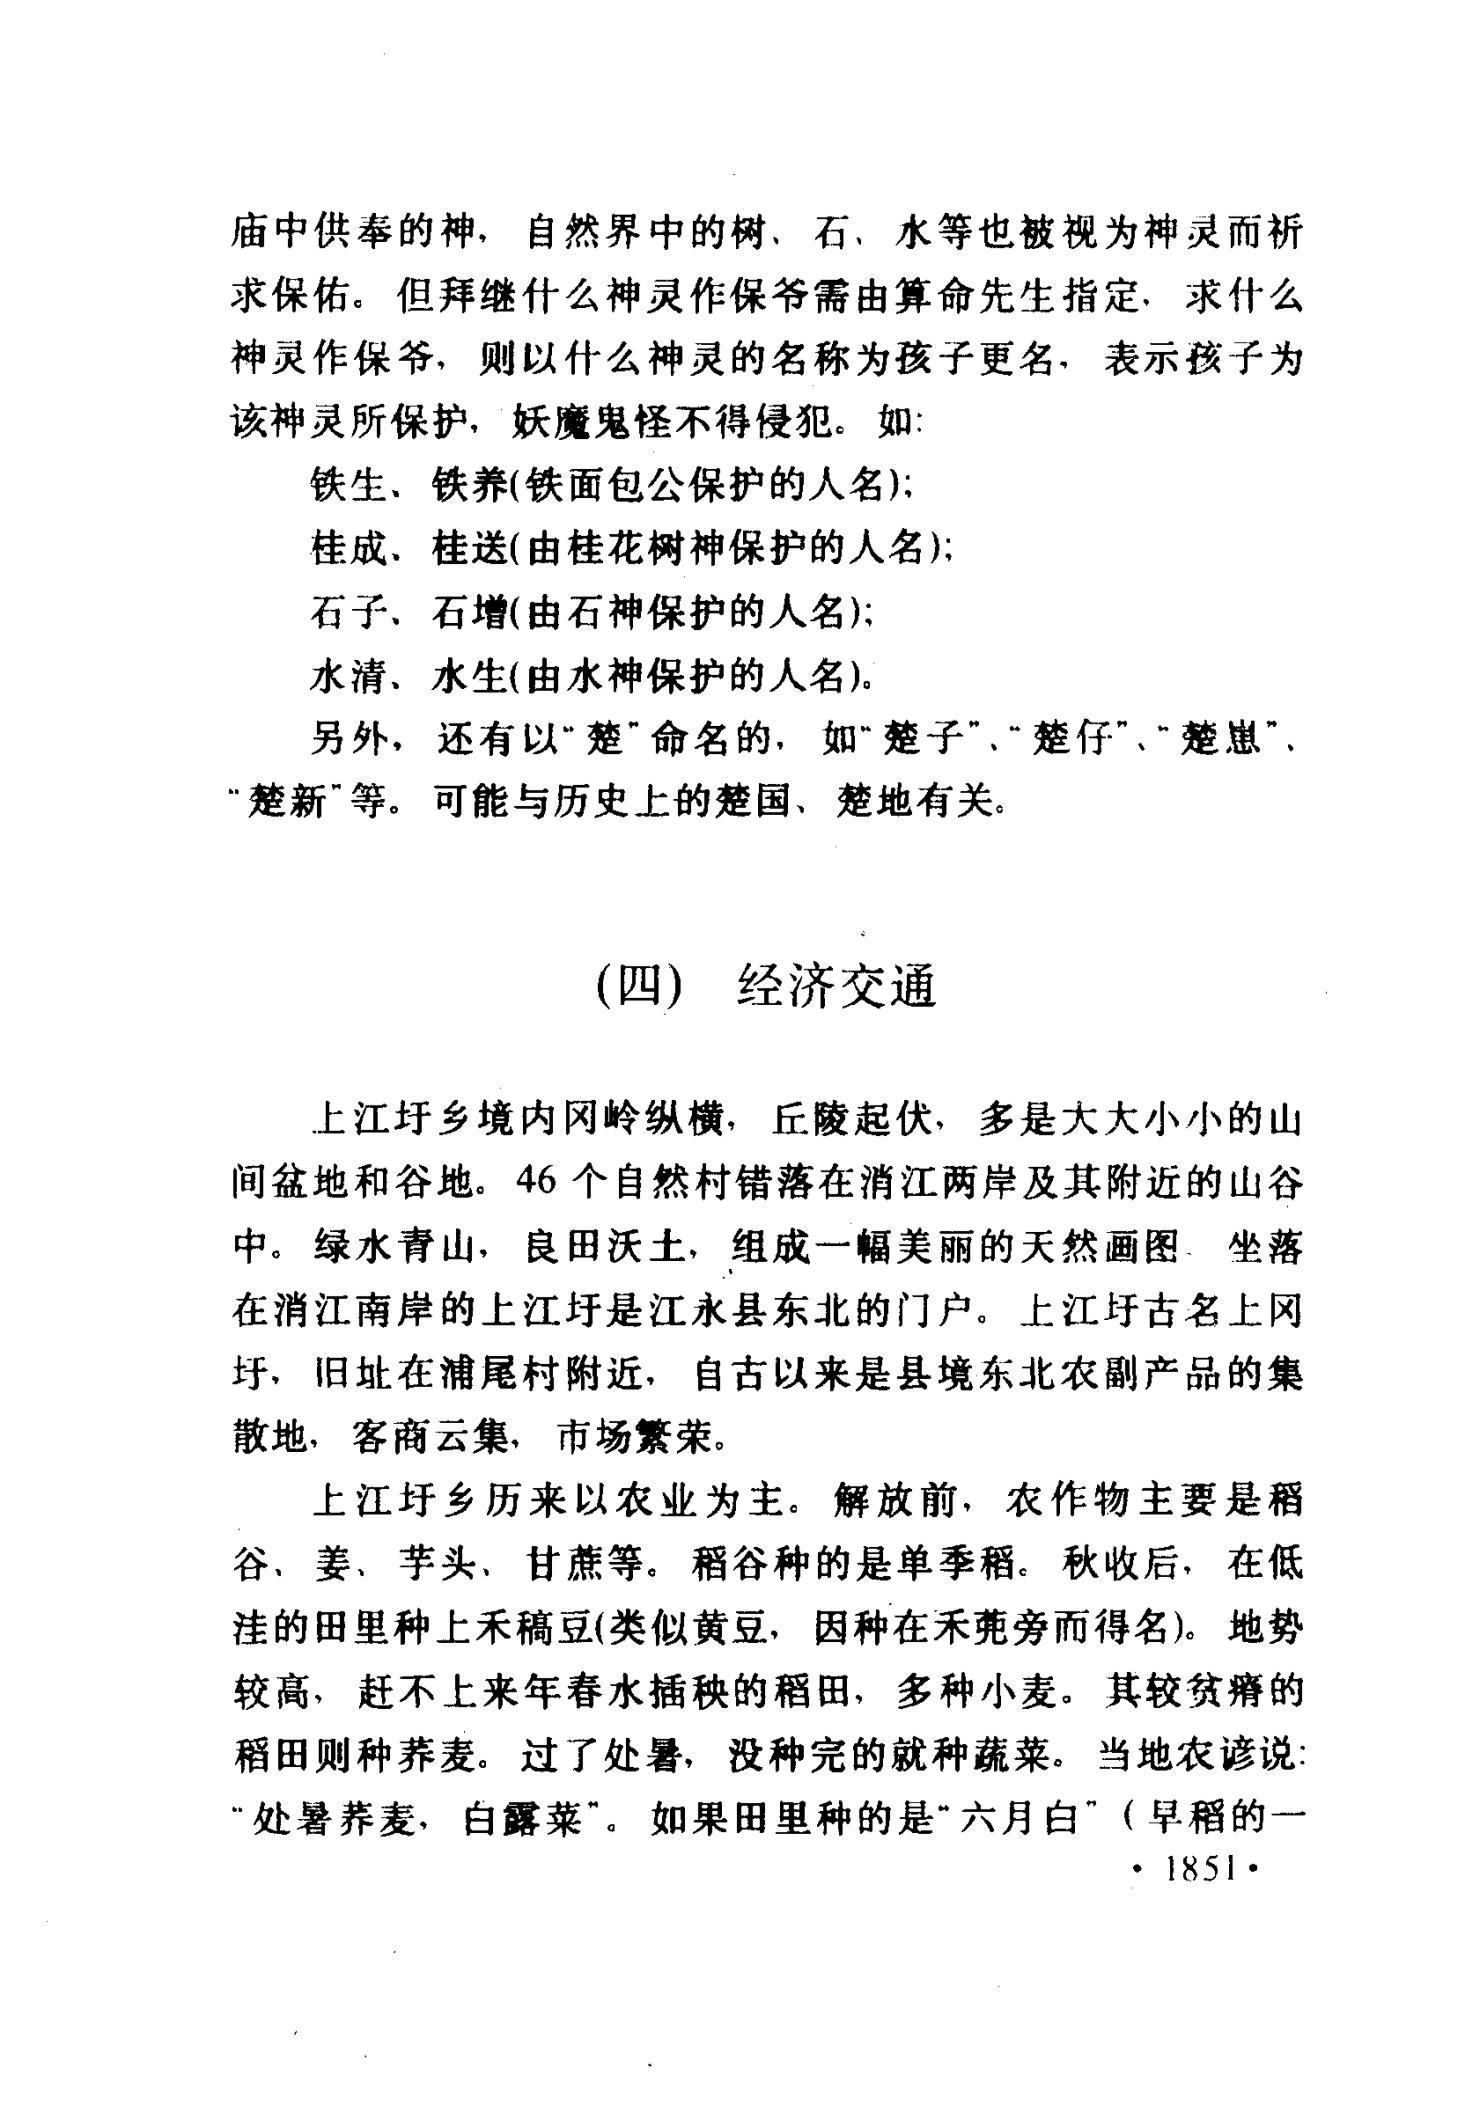 庙中供奉的神，自然界中的树、石、水等也被视为神灵而祈
求保佑。但拜继什么神灵作保爷需由算命先生指定，求什么
神灵作保爷，则以什么神灵的名称为孩子更名，表示孩子为
该神灵所保护，妖魔鬼怪不得侵犯。如：
铁生、铁养(铁面包公保护的人名)；
桂成、桂送(由桂花树神保护的人名)；
石子、石增(由石神保护的人名)；
水清、水生(由水神保护的人名)。
另外，还有以“楚”命名的，如“楚子”、“楚仔”、“楚崽”、
“楚新”等。可能与历史上的楚国、楚地有关。
(四) 经济交通
上江圩乡境内冈岭纵横，丘陵起伏，多是大大小小的山
间盆地和谷地。46个自然村错落在消江两岸及其附近的山谷
中。绿水青山，良田沃土，组成一幅美丽的天然画图、坐落
在消江南岸的上江圩是江永县东北的门户。上江圩古名上冈
圩，旧址在浦尾村附近，自古以来是县境东北农副产品的集
散地，客商云集，市场繁荣。
上江圩乡历来以农业为主。解放前，农作物主要是稻
谷、姜、芋头、甘蔗等。稻谷种的是单季稻。秋收后，在低
洼的田里种上禾稿豆(类似黄豆，因种在禾蔸旁而得名)。地势
较高，赶不上来年春水插秧的稻田，多种小麦。其较贫瘠的
稻田则种荞麦。过了处暑，没种完的就种蔬菜。当地农谚说：
“处暑荞麦，白露菜”。如果田里种的是“六月白”（早稻的一
·1851·